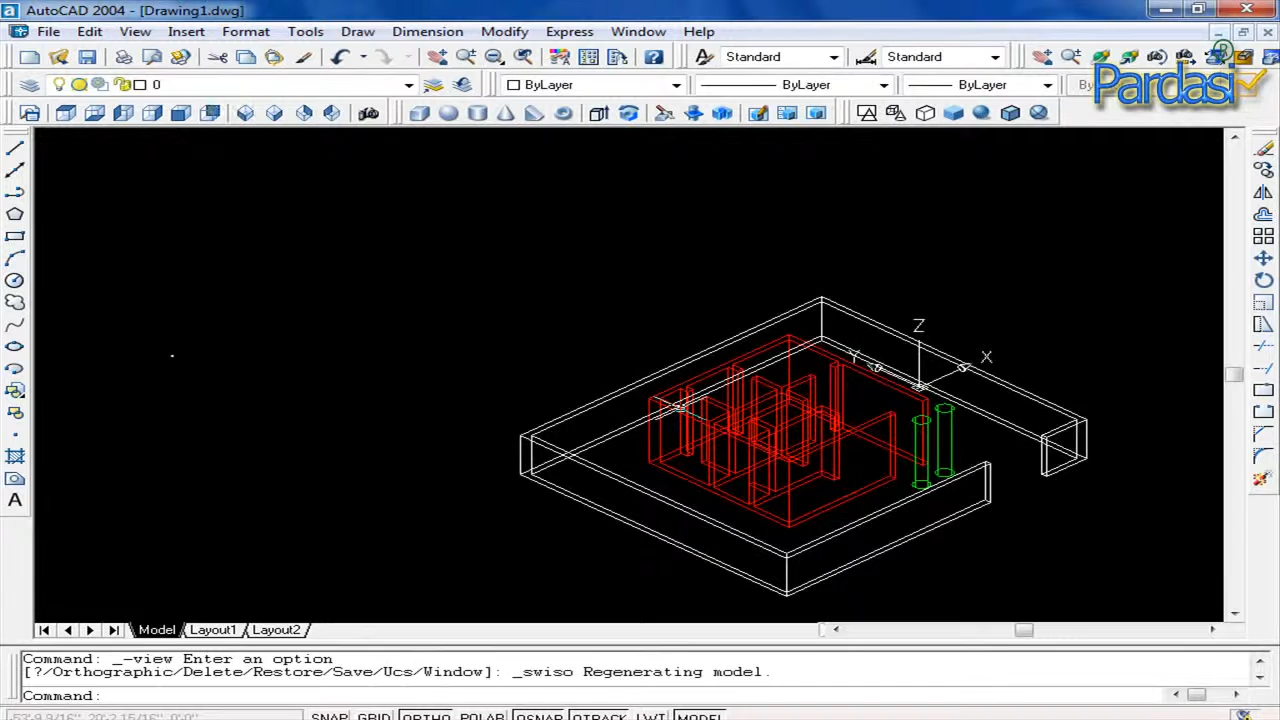 AutoCAD 2004 - [Drawing1.dwg]
File Edit View Insert Format Tools Draw Dimension Modify Express Window Help
Standard Standard
Pardasi ®
0 ByLayer ByLayer ByLayer By
Z
Y X
A
Model Layout1 Layout2
Command: _-view Enter an option
[?/Orthographic/Delete/Restore/Save/Ucs/Window]: _swiso Regenerating model.
Command:
SNAP GRID ORTHO POLAR OSNAP OTRACK LWT MODEL